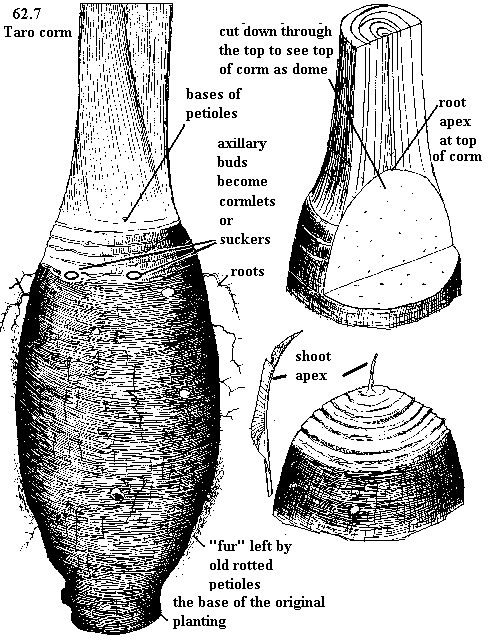 62.7
Taro corm
cut down through
the top to see top
of corm as dome
bases of
petioles
root
apex
at top
of corm
axillary
buds
become
cormlets
or
suckers
roots
shoot
apex
"fur" left by
old rotted
petioles
the base of the original
planting